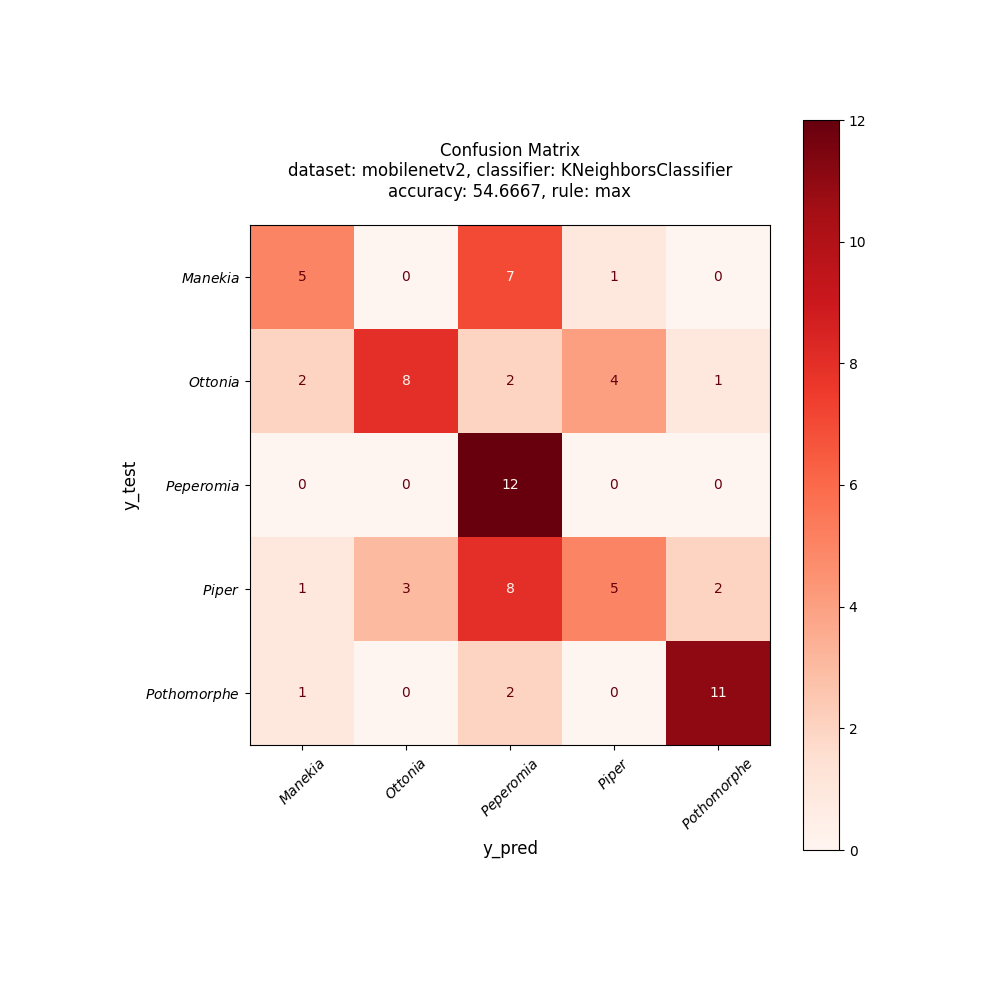 Confusion Matrix
dataset: mobilenetv2, classifier: KNeighborsClassifier
accuracy: 54.6667, rule: max
12
10
8
6
4
2
0
y_test
Manekia 5 0 7 1 0
Ottonia 2 8 2 4 1
Peperomia 0 0 12 0 0
Piper 1 3 8 5 2
Pothomorphe 1 0 2 0 11
Manekia Ottonia Peperomia Piper Pothomorphe
y_pred